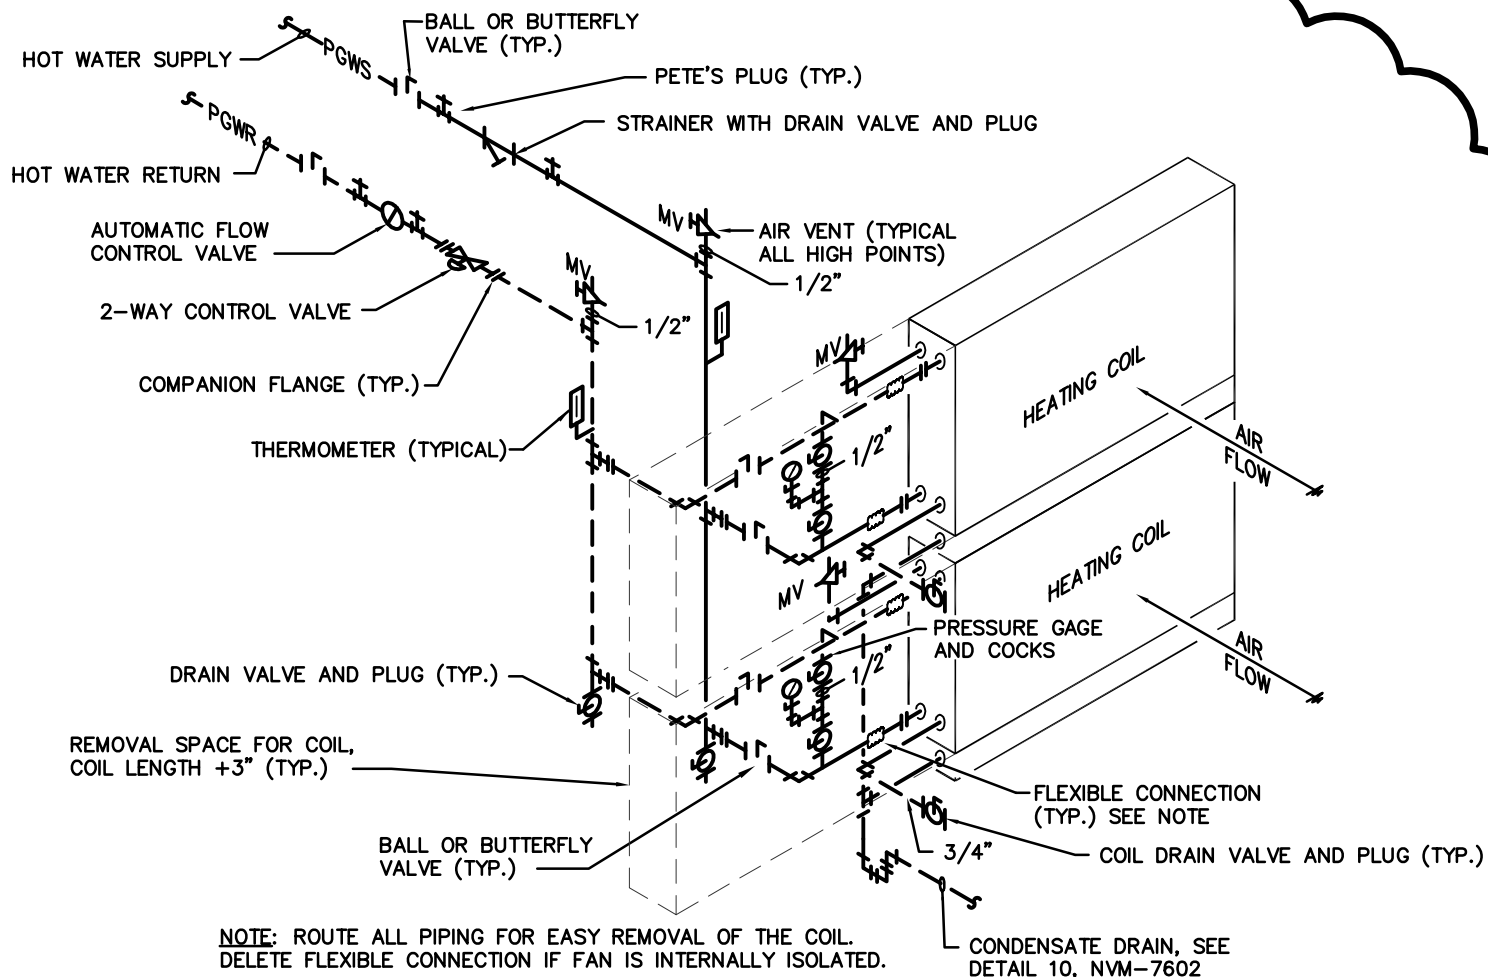 BALL OR BUTTERFLY
VALVE (TYP.)
HOT WATER SUPPLY
PGWS
PETE'S PLUG (TYP.)
PGWR
STRAINER WITH DRAIN VALVE AND PLUG
HOT WATER RETURN
MV
AUTOMATIC FLOW
CONTROL VALVE
AIR VENT (TYPICAL
ALL HIGH POINTS)
MV
1/2"
2-WAY CONTROL VALVE
1/2"
MV
COMPANION FLANGE (TYP.)
HEATING COIL
THERMOMETER (TYPICAL)
1/2"
AIR
FLOW
HEATING COIL
MV
PRESSURE GAGE
AND COCKS
AIR
FLOW
DRAIN VALVE AND PLUG (TYP.)
1/2"
REMOVAL SPACE FOR COIL,
COIL LENGTH +3" (TYP.)
FLEXIBLE CONNECTION
(TYP.) SEE NOTE
BALL OR BUTTERFLY
VALVE (TYP.)
3/4"
COIL DRAIN VALVE AND PLUG (TYP.)
NOTE: ROUTE ALL PIPING FOR EASY REMOVAL OF THE COIL.
DELETE FLEXIBLE CONNECTION IF FAN IS INTERNALLY ISOLATED.
CONDENSATE DRAIN, SEE
DETAIL 10, NVM-7602